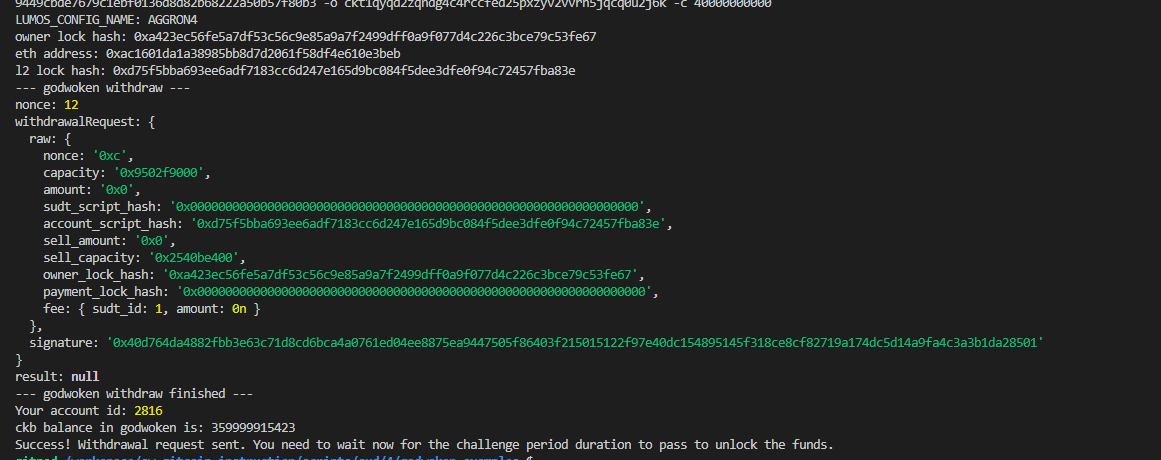 9449cbde7679c1ebf0136d8d82b68222a50b57f80b3 -o ckt1qyqd2zqhdg4c4rccfed25pxzyv2vvrh5jqcq0u2j6k -c 40000000000
LUMOS_CONFIG_NAME: AGGRON4
owner lock hash: 0xa423ec56fe5a7df53c56c9e85a9a7f2499dff0a9f077d4c226c3bce79c53fe67
eth address: 0xac1601da1a38985bb8d7d2061f58df4e610e3beb
l2 lock hash: 0xd75f5bba693ee6adf7183cc6d247e165d9bc084f5dee3dfe0f94c72457fba83e
--- godwoken withdraw ---
nonce: 12
withdrawalRequest: {
raw: {
nonce: '0xc',
capacity: '0x9502f9000',
amount: '0x0',
sudt_script_hash: '0x0000000000000000000000000000000000000000000000000000000000000000',
account_script_hash: '0xd75f5bba693ee6adf7183cc6d247e165d9bc084f5dee3dfe0f94c72457fba83e',
sell_amount: '0x0',
sell_capacity: '0x2540be400',
owner_lock_hash: '0xa423ec56fe5a7df53c56c9e85a9a7f2499dff0a9f077d4c226c3bce79c53fe67',
payment_lock_hash: '0x0000000000000000000000000000000000000000000000000000000000000000',
fee: { sudt_id: 1, amount: 0n }
},
signature: '0x40d764da4882fbb3e63c71d8cd6bca4a0761ed04ee8875ea9447505f86403f215015122f97e40dc154895145f318ce8cf82719a174dc5d14a9fa4c3a3b1da28501'
}
result: null
--- godwoken withdraw finished ---
Your account id: 2816
ckb balance in godwoken is: 359999915423
Success! Withdrawal request sent. You need to wait now for the challenge period duration to pass to unlock the funds.